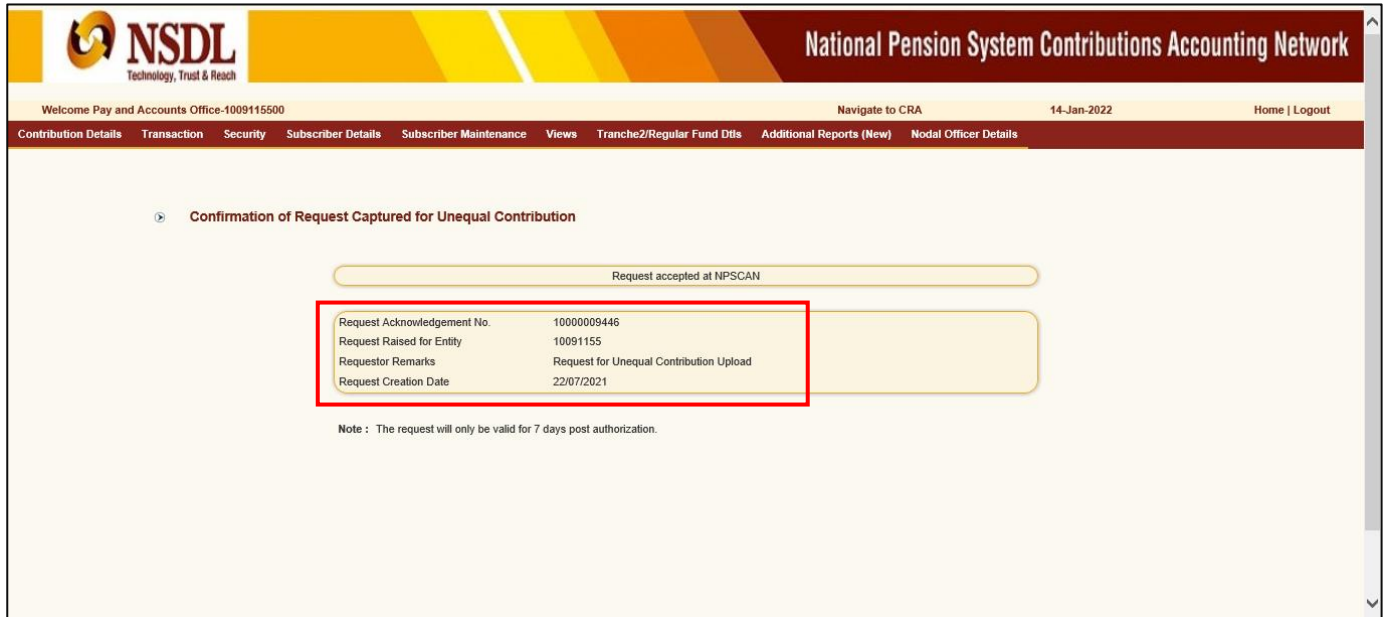 NSDL
Technology, Trust & Reach
National Pension System Contributions Accounting Network
Welcome Pay and Accounts Office-1009115500 Navigate to CRA 14-Jan-2022 Home | Logout
Contribution Details Transaction Security Subscriber Details Subscriber Maintenance Views Tranche2/Regular Fund Dtls Additional Reports (New) Nodal Officer Details
Confirmation of Request Captured for Unequal Contribution
Request accepted at NPSCAN
Request Acknowledgement No. 10000009446
Request Raised for Entity 10091155
Requestor Remarks Request for Unequal Contribution Upload
Request Creation Date 22/07/2021
Note : The request will only be valid for 7 days post authorization.